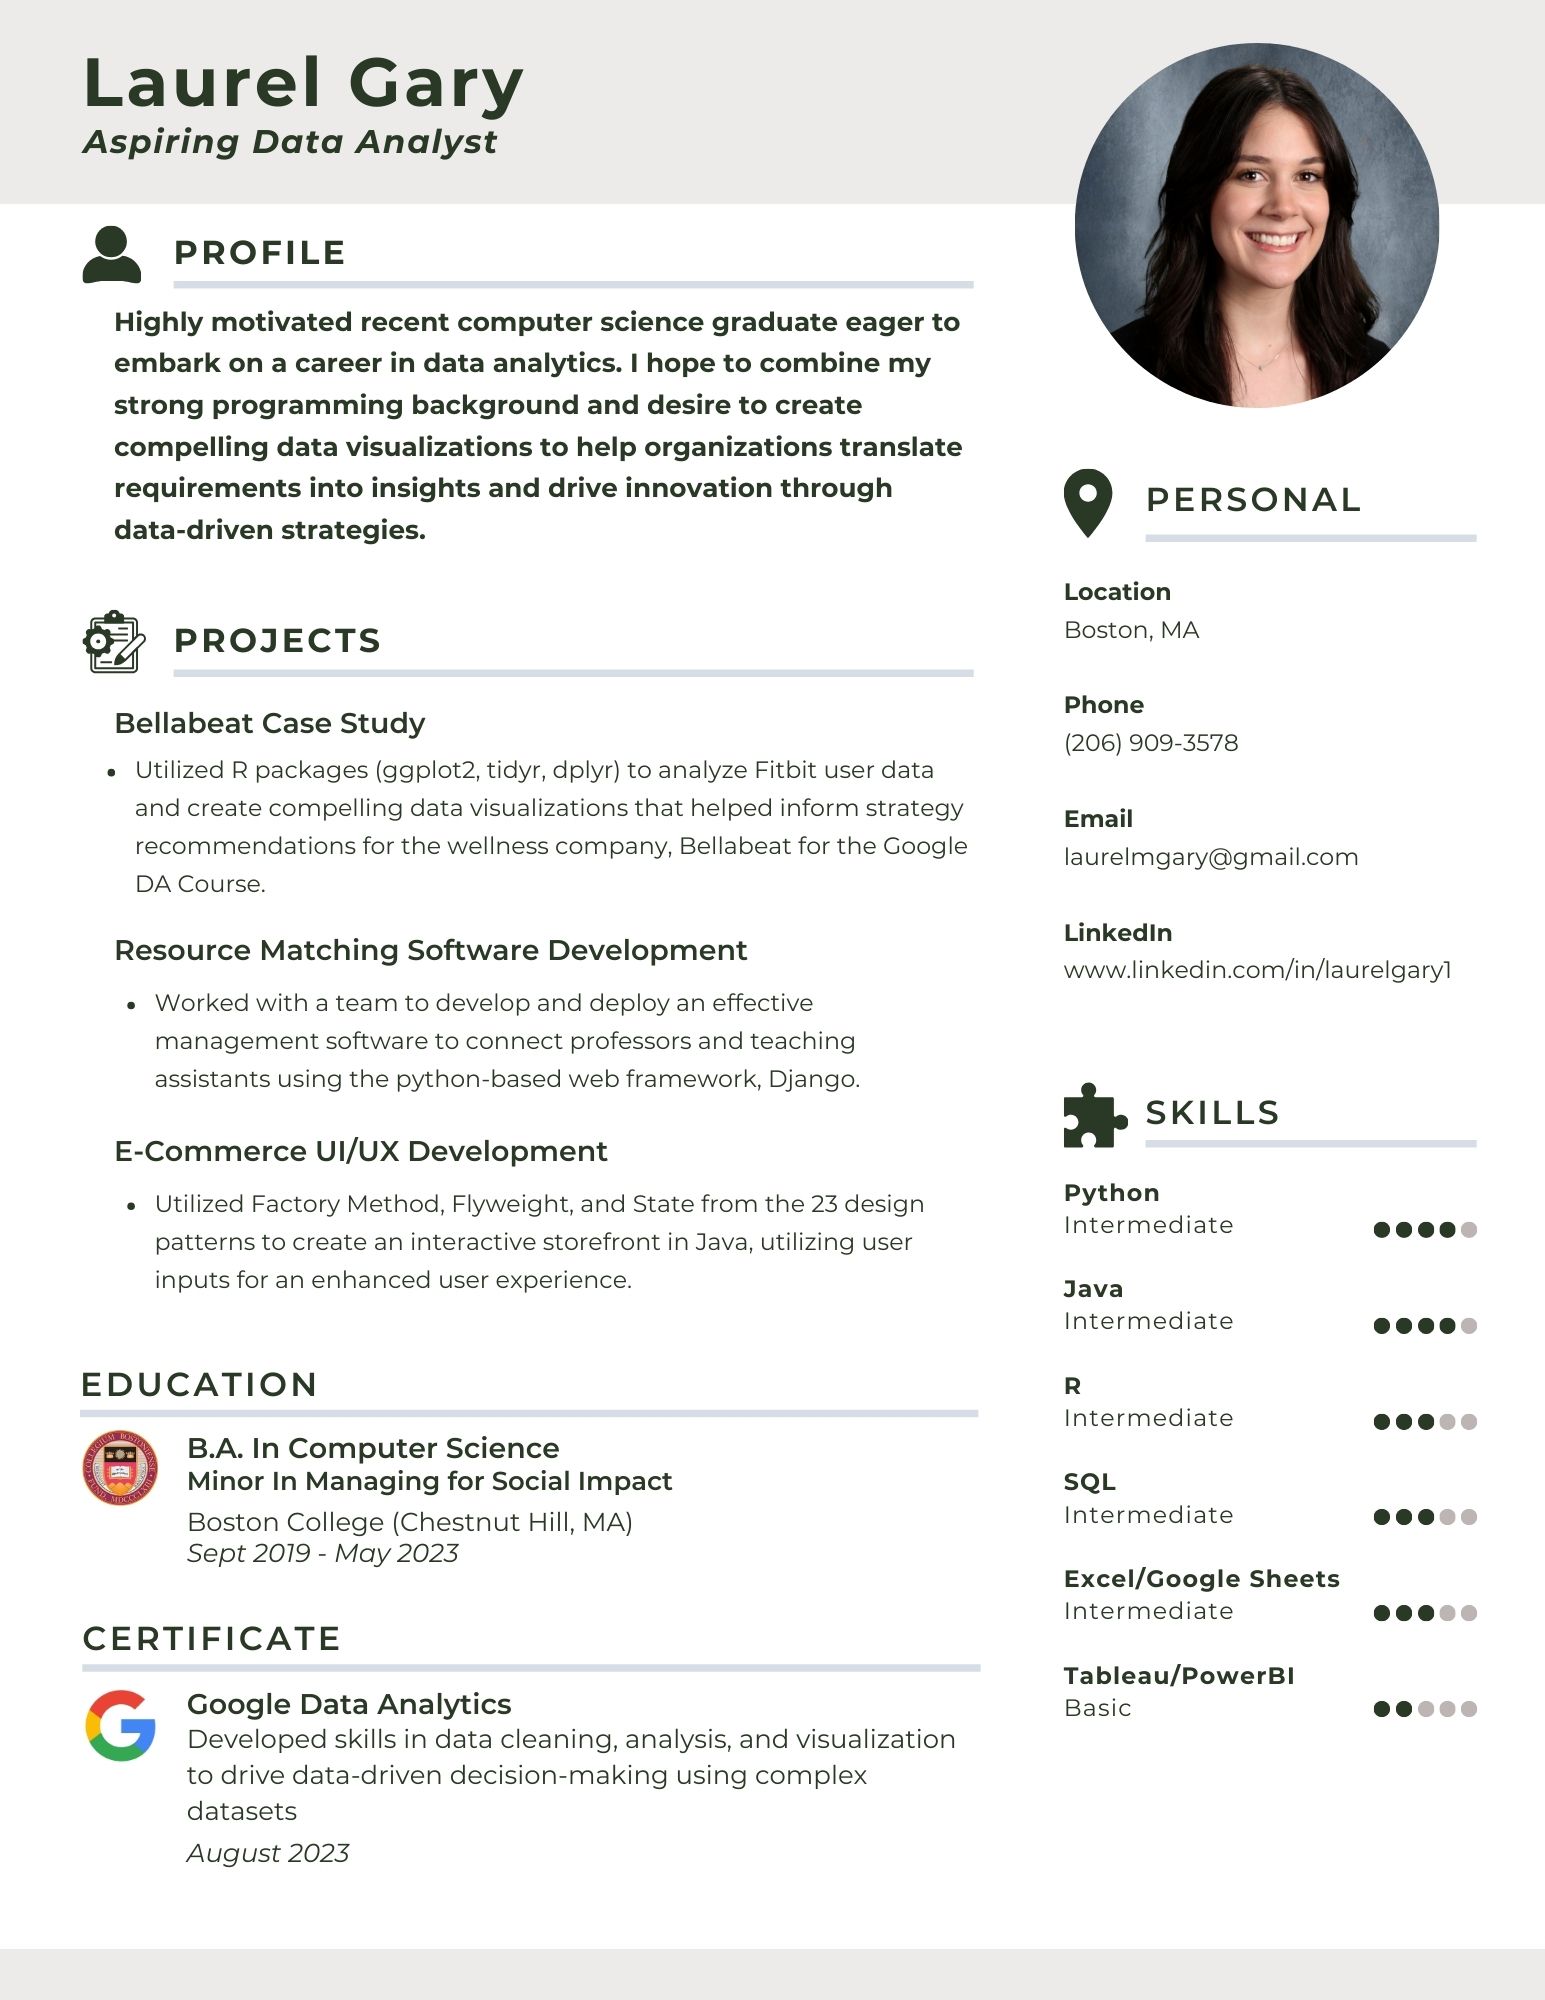 Laurel Gary
Aspiring Data Analyst
PROFILE
Highly motivated recent computer science graduate eager to
embark on a career in data analytics. I hope to combine my
strong programming background and desire to create
compelling data visualizations to help organizations translate
requirements into insights and drive innovation through
data-driven strategies.
PROJECTS
Bellabeat Case Study
• Utilized R packages (ggplot2, tidyr, dplyr) to analyze Fitbit user data
and create compelling data visualizations that helped inform strategy
recommendations for the wellness company, Bellabeat for the Google
DA Course.
Resource Matching Software Development
• Worked with a team to develop and deploy an effective
management software to connect professors and teaching
assistants using the python-based web framework, Django.
E-Commerce UI/UX Development
• Utilized Factory Method, Flyweight, and State from the 23 design
patterns to create an interactive storefront in Java, utilizing user
inputs for an enhanced user experience.
EDUCATION
B.A. In Computer Science
Minor In Managing for Social Impact
Boston College (Chestnut Hill, MA)
Sept 2019 - May 2023
CERTIFICATE
Google Data Analytics
Developed skills in data cleaning, analysis, and visualization
to drive data-driven decision-making using complex
datasets
August 2023
PERSONAL
Location
Boston, MA
Phone
(206) 909-3578
Email
laurelmgary@gmail.com
LinkedIn
www.linkedin.com/in/laurelgary1
SKILLS
Python
Intermediate
Java
Intermediate
R
Intermediate
SQL
Intermediate
Excel/Google Sheets
Intermediate
Tableau/PowerBI
Basic